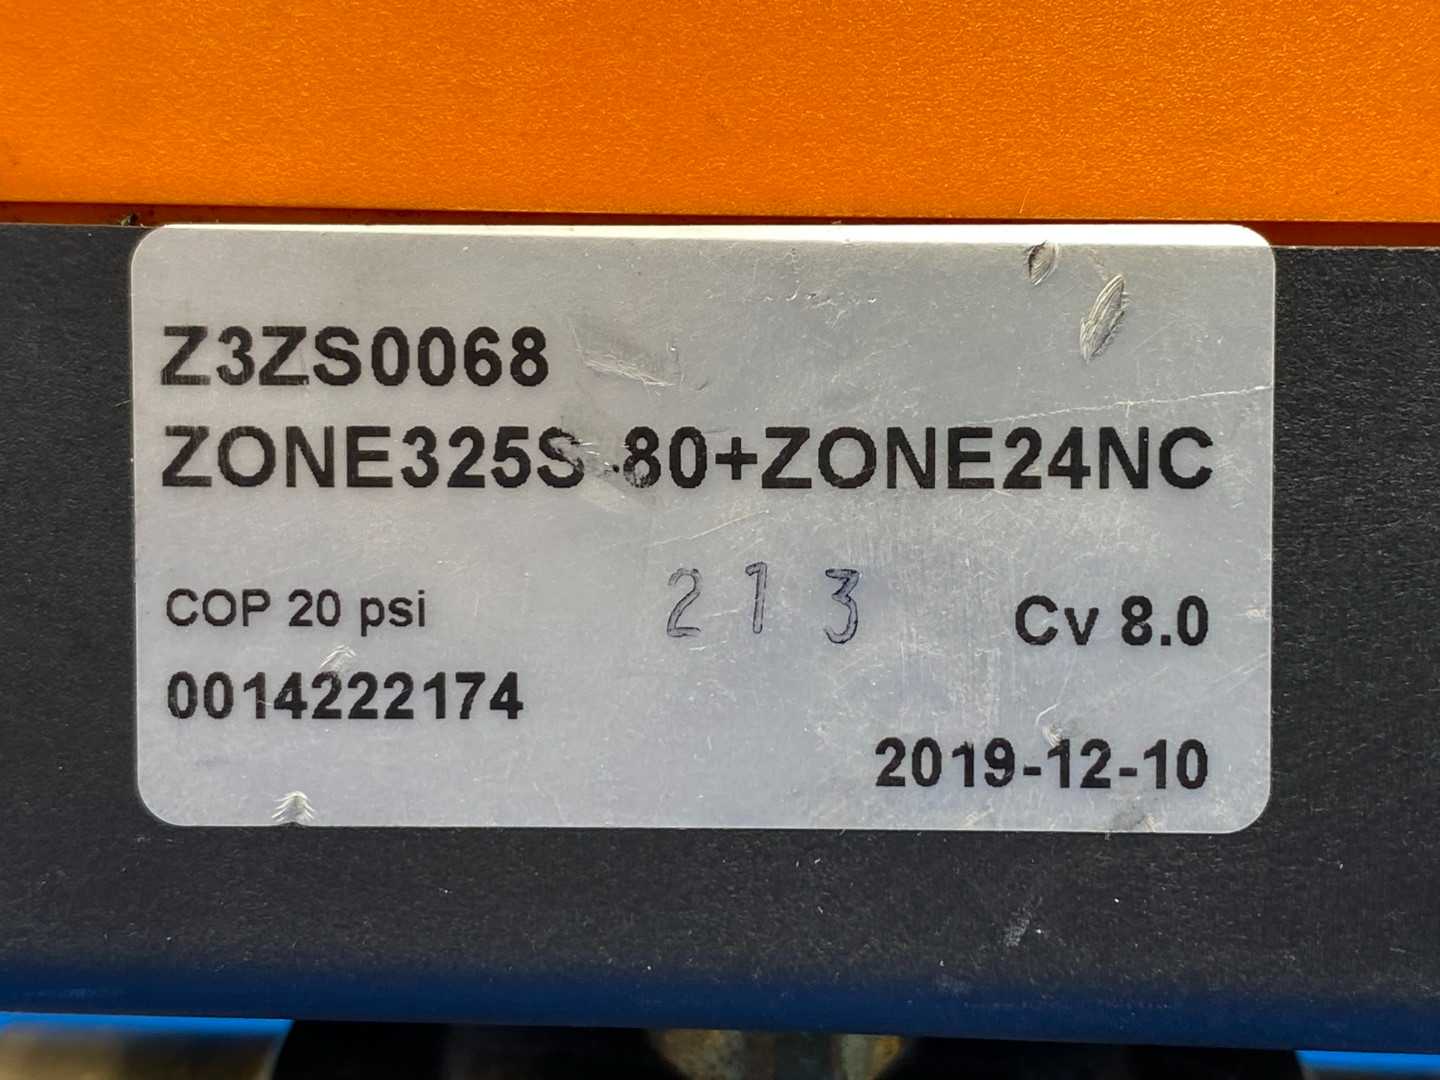 Z3ZS0068
ZONE325S-80+ZONE24NC
COP 20 psi 213 Cv 8.0
0014222174
2019-12-10